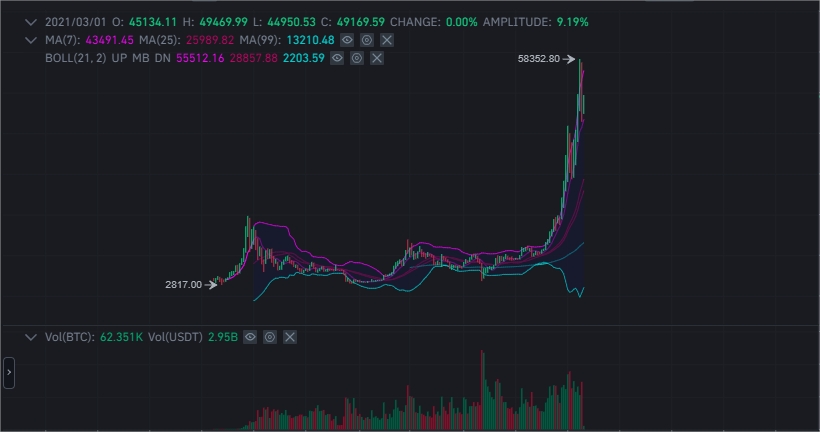 2021/03/01 O: 45134.11 H: 49469.99 L: 44950.53 C: 49169.59 CHANGE: 0.00% AMPLITUDE: 9.19%
MA(7): 43491.45 MA(25): 25989.82 MA(99): 13210.48
BOLL(21, 2) UP MB DN 55512.16 28857.88 2203.59
58352.80
2817.00
Vol(BTC): 62.351K Vol(USDT) 2.95B